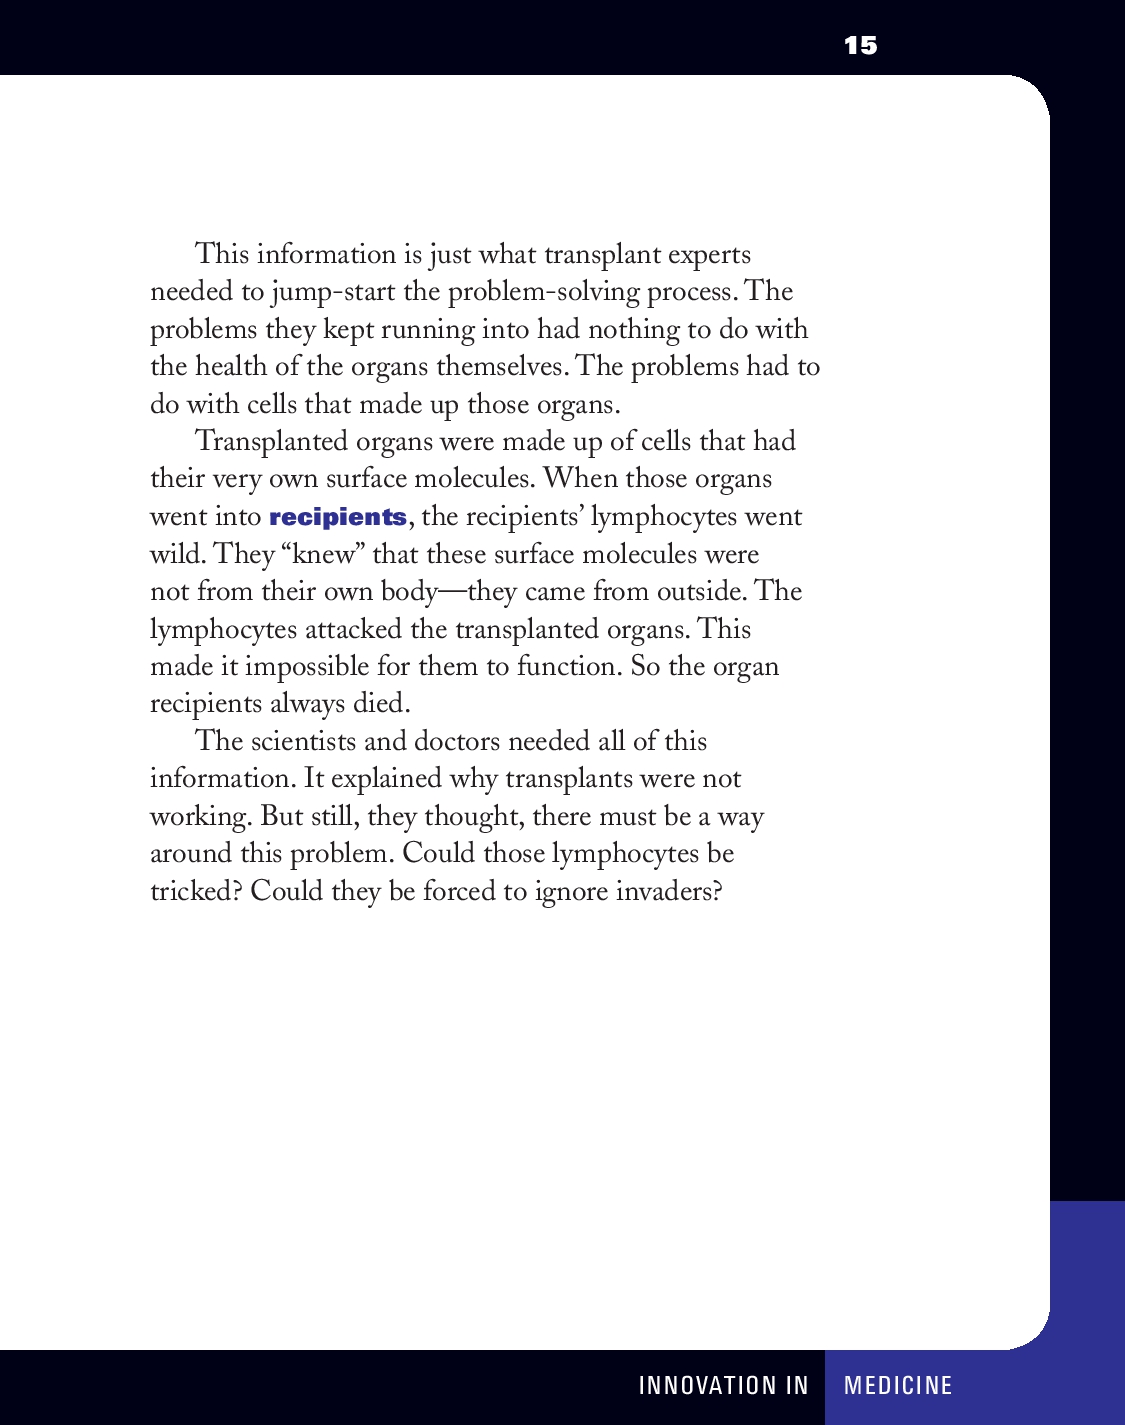 15
This information is just what transplant experts
needed to jump-start the problem-solving process. The
problems they kept running into had nothing to do with
the health of the organs themselves. The problems had to
do with cells that made up those organs.
Transplanted organs were made up of cells that had
their very own surface molecules. When those organs
went into recipients, the recipients’ lymphocytes went
wild. They “knew” that these surface molecules were
not from their own body—they came from outside. The
lymphocytes attacked the transplanted organs. This
made it impossible for them to function. So the organ
recipients always died.
The scientists and doctors needed all of this
information. It explained why transplants were not
working. But still, they thought, there must be a way
around this problem. Could those lymphocytes be
tricked? Could they be forced to ignore invaders?
INNOVATION IN MEDICINE